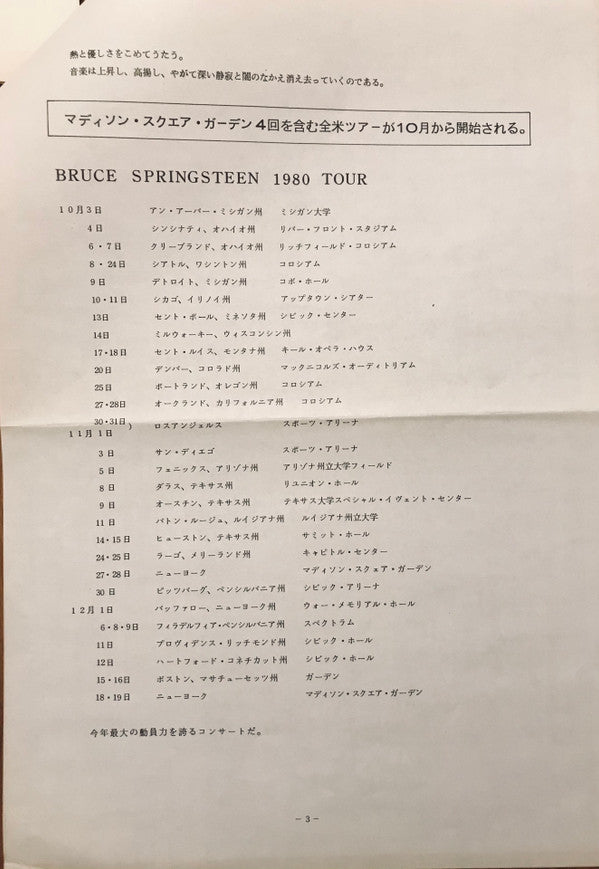 熱と優しさをこめてうたう。
音楽は上昇し、高揚し、やがて深い静寂と闇のなかえ消え去っていくのである。
マディソン・スクエア・ガーデン4回を含む全米ツアーが10月から開始される。
BRUCE SPRINGSTEEN 1980 TOUR
10月3日 アン・アーバー・ミシガン州 ミシガン大学
4日 シンシナティ、オハイオ州 リバー・フロント・スタジアム
6・7日 クリーブランド、オハイオ州 リッチフィールド・コロシアム
8・24日 シアトル、ワシントン州 コロシアム
9日 デトロイト、ミシガン州 コボ・ホール
10・11日 シカゴ、イリノイ州 アップタウン・シアター
13日 セント・ポール、ミネソタ州 シビック・センター
14日 ミルウォーキー、ウィスコンシン州
17・18日 セント・ルイス、モンタナ州 キール・オペラ・ハウス
20日 デンバー、コロラド州 マックニコルズ・オーディトリアム
25日 ポートランド、オレゴン州 コロシアム
27・28日 オークランド、カリフォルニア州 コロシアム
30・31日 ) ロスアンジェルス スポーツ・アリーナ
11月1日
3日 サン・ディエゴ スポーツ・アリーナ
5日 フェニックス、アリゾナ州 アリゾナ州立大学フィールド
8日 ダラス、テキサス州 リユニオン・ホール
9日 オースチン、テキサス州 テキサス大学スペシャル・イヴェント・センター
11日 バトン・ルージュ、ルイジアナ州 ルイジアナ州立大学
14・15日 ヒューストン、テキサス州 サミット・ホール
24・25日 ラーゴ、メリーランド州 キャピトル・センター
27・28日 ニューヨーク マディソン・スクェア・ガーデン
30日 ピッツバーグ、ペンシルバニア州 シビック・アリーナ
12月1日 バッファロー、ニューヨーク州 ウォー・メモリアル・ホール
6・8・9日 フィラデルフィア・ペンシルバニア州 スペクトラム
11日 プロヴィデンス・リッチモンド州 シビック・ホール
12日 ハートフォード・コネチカット州 シビック・ホール
15・16日 ボストン、マサチューセッツ州 ガーデン
18・19日 ニューヨーク マディソン・スクエア・ガーデン
今年最大の動員力を誇るコンサートだ。
－3－